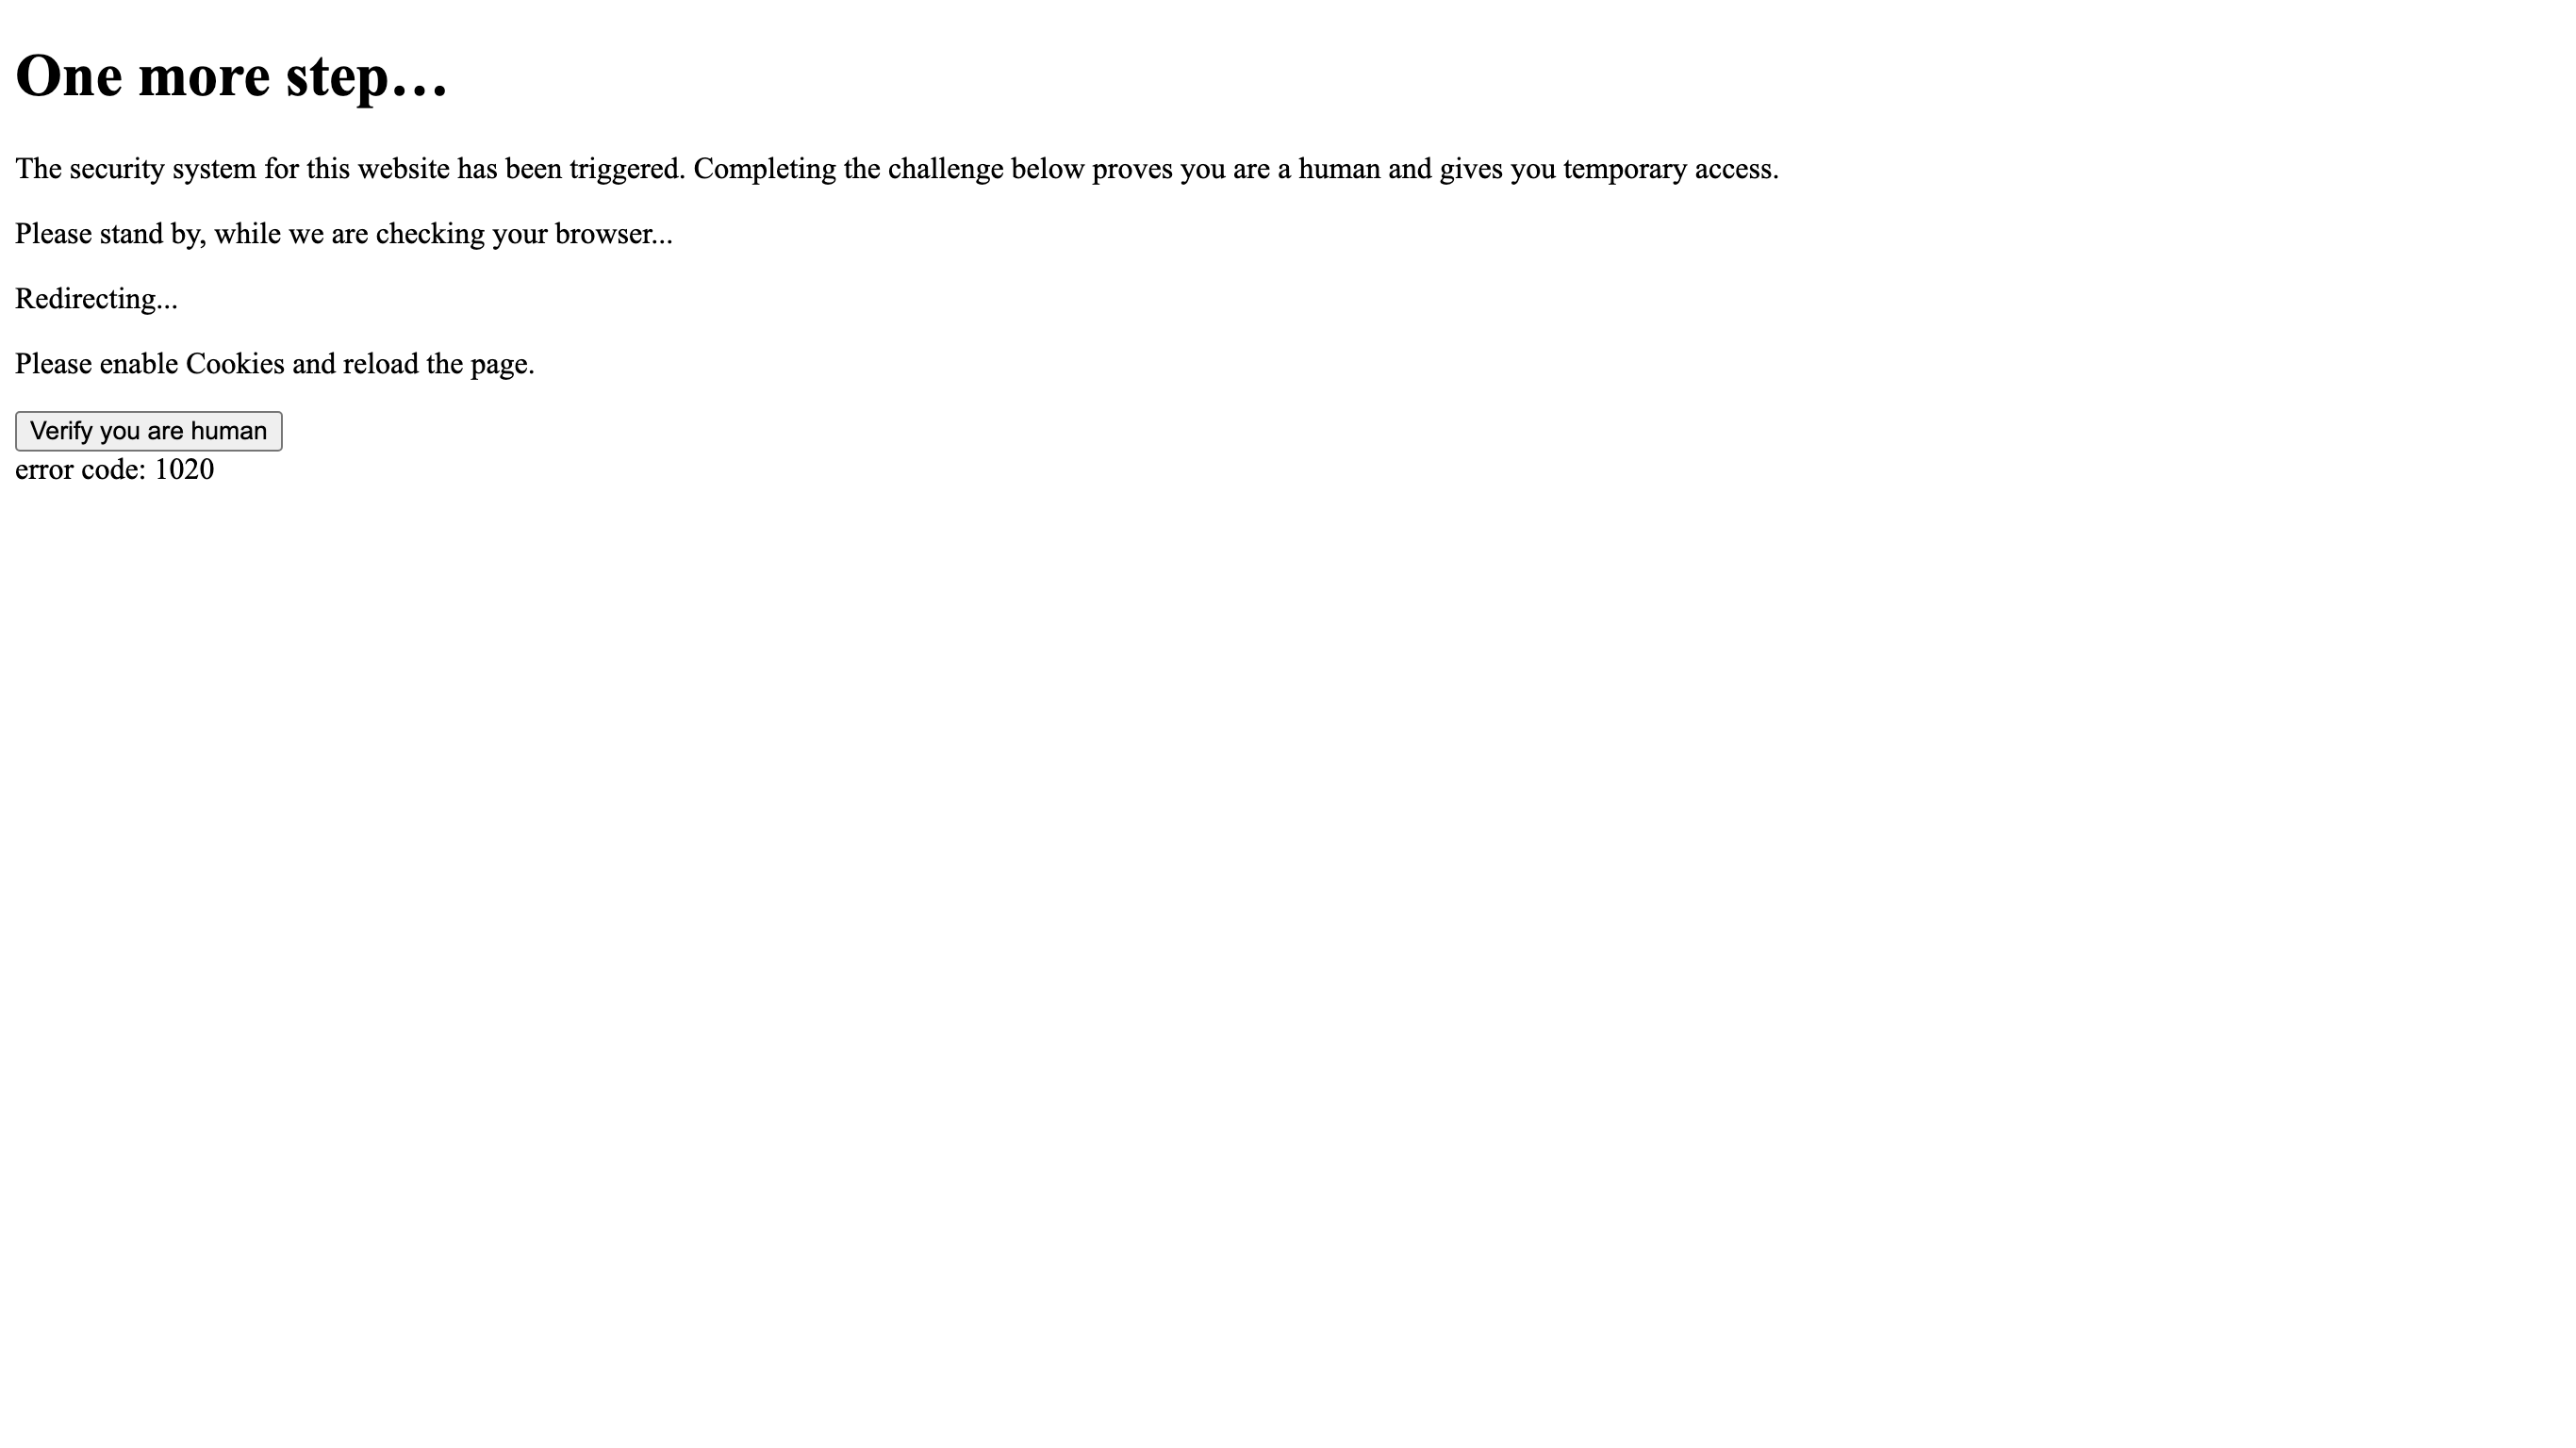 One more step…
The security system for this website has been triggered. Completing the challenge below proves you are a human and gives you temporary access.
Please stand by, while we are checking your browser...
Redirecting...
Please enable Cookies and reload the page.
Verify you are human
error code: 1020